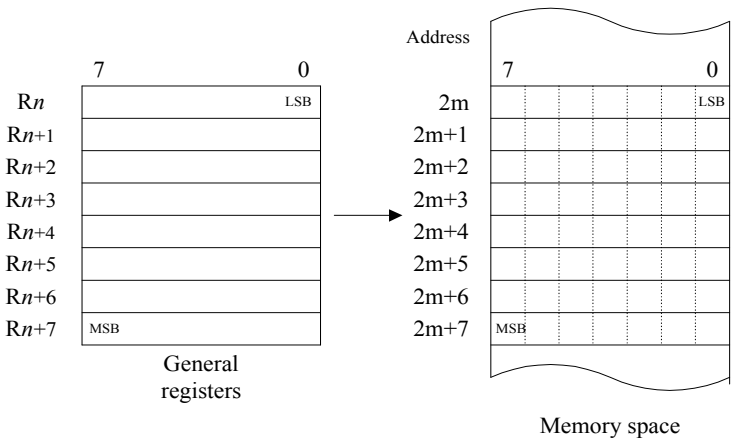 Address
7 0
7 0
Rn LSB
2m LSB
Rn+1
2m+1
Rn+2
2m+2
Rn+3
2m+3
Rn+4
2m+4
Rn+5
2m+5
Rn+6
2m+6
Rn+7 MSB
2m+7 MSB
General
registers
Memory space